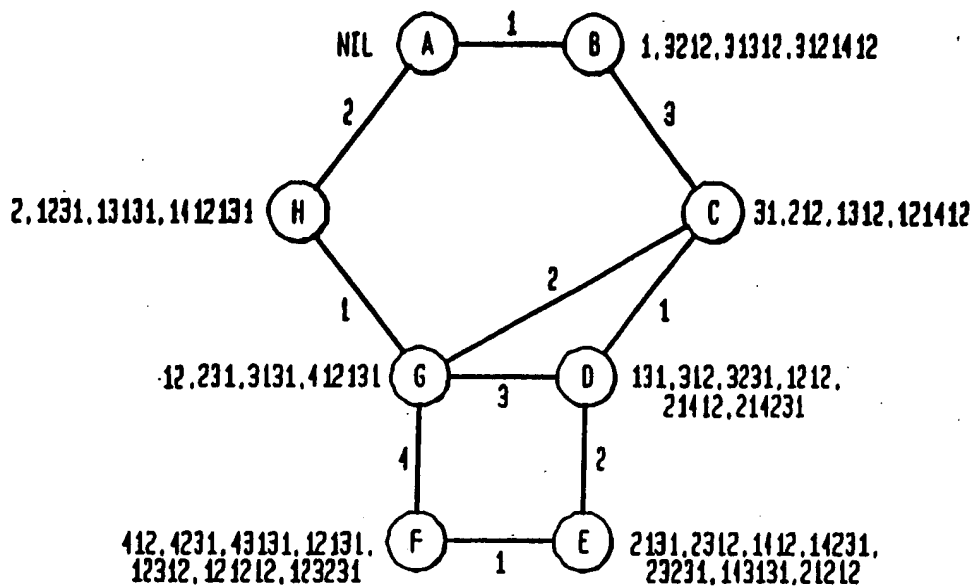 1
NIL A B 1,3212,31312,3121412
2 3
2,1231,13131,1412131 H C 31,212,1312,121412
2
1 1
12,231,3131,412131 G D 131,312,3231,1212,
3 21412,214231
4 2
412,4231,43131,12131, F E 2131,2312,1412,14231,
12312,121212,123231 1 23231,143131,21212